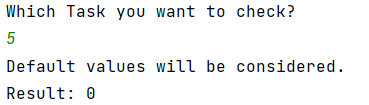 Which Task you want to check?
5
Default values will be considered.
Result: 0